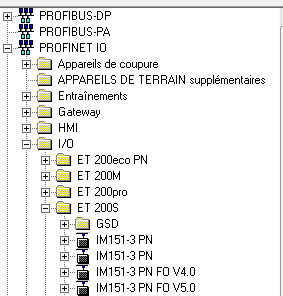 PROFIBUS-DP
PROFIBUS-PA
PROFINET IO
Appareils de coupure
APPAREILS DE TERRAIN supplémentaires
Entraînements
Gateway
HMI
I/O
ET 200eco PN
ET 200M
ET 200pro
ET 200S
GSD
IM151-3 PN
IM151-3 PN
IM151-3 PN FO V4.0
IM151-3 PN FO V5.0